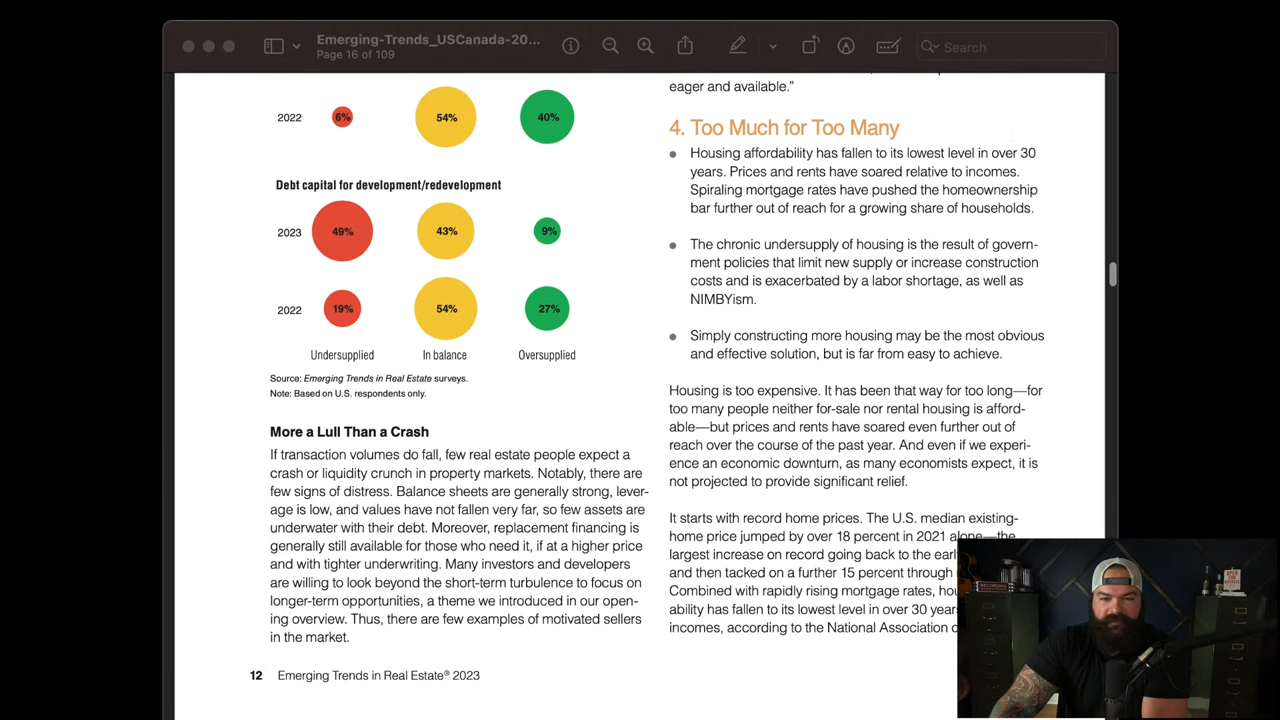 Emerging-Trends_USCanada-20...
Page 16 of 109
Search
2022
6%
54%
40%
Debt capital for development/redevelopment
2023
49%
43%
9%
2022
19%
54%
27%
Undersupplied
In balance
Oversupplied
Source: Emerging Trends in Real Estate surveys.
Note: Based on U.S. respondents only.
More a Lull Than a Crash
If transaction volumes do fall, few real estate people expect a
crash or liquidity crunch in property markets. Notably, there are
few signs of distress. Balance sheets are generally strong, lever-
age is low, and values have not fallen very far, so few assets are
underwater with their debt. Moreover, replacement financing is
generally still available for those who need it, if at a higher price
and with tighter underwriting. Many investors and developers
are willing to look beyond the short-term turbulence to focus on
longer-term opportunities, a theme we introduced in our open-
ing overview. Thus, there are few examples of motivated sellers
in the market.
12 Emerging Trends in Real Estate® 2023
eager and available.”
4. Too Much for Too Many
• Housing affordability has fallen to its lowest level in over 30
years. Prices and rents have soared relative to incomes.
Spiraling mortgage rates have pushed the homeownership
bar further out of reach for a growing share of households.
• The chronic undersupply of housing is the result of govern-
ment policies that limit new supply or increase construction
costs and is exacerbated by a labor shortage, as well as
NIMBYism.
• Simply constructing more housing may be the most obvious
and effective solution, but is far from easy to achieve.
Housing is too expensive. It has been that way for too long—for
too many people neither for-sale nor rental housing is afford-
able—but prices and rents have soared even further out of
reach over the course of the past year. And even if we experi-
ence an economic downturn, as many economists expect, it is
not projected to provide significant relief.
It starts with record home prices. The U.S. median existing-
home price jumped by over 18 percent in 2021 alone—the
largest increase on record going back to the
and then tacked on a further 15 percent through
Combined with rapidly rising mortgage rates,
ability has fallen to its lowest level in over 30 years
incomes, according to the National Association